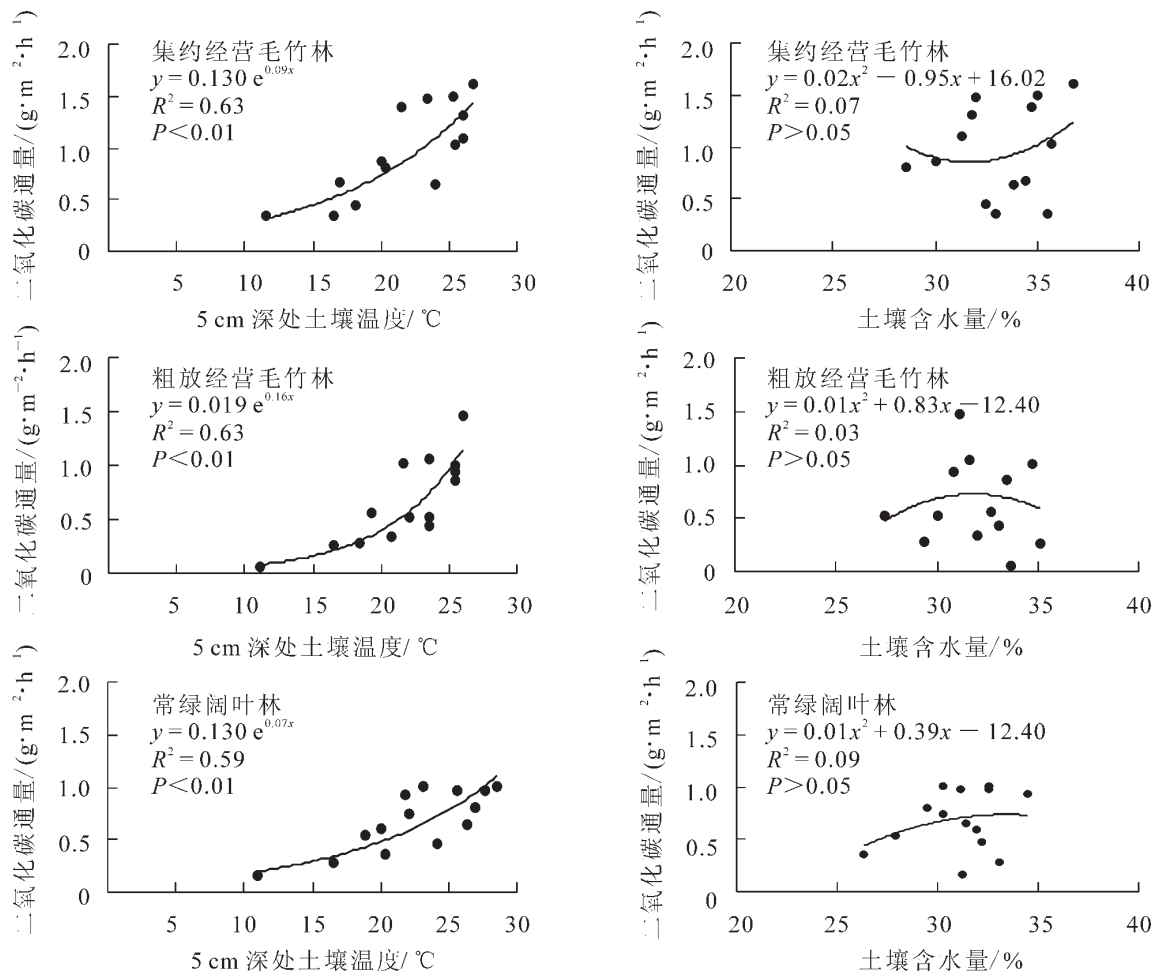 二氧化碳通量/(g·m²·h¹)
2.0
1.5
1.0
0.5
0
集约经营毛竹林
y=0.130 e^0.09x
R²=0.63
P<0.01
5 10 15 20 25 30
5 cm 深处土壤温度/℃
二氧化碳通量/(g·m²·h¹)
2.0
1.5
1.0
0.5
0
集约经营毛竹林
y=0.02x²－0.95x+16.02
R²=0.07
P>0.05
20 25 30 35 40
土壤含水量/%
二氧化碳通量/(g·m⁻²·h⁻¹)
2.0
1.5
1.0
0.5
0
粗放经营毛竹林
y=0.019 e^0.16x
R²=0.63
P<0.01
5 10 15 20 25 30
5 cm 深处土壤温度/℃
二氧化碳通量/(g·m²·h¹)
2.0
1.5
1.0
0.5
0
粗放经营毛竹林
y=0.01x²+0.83x－12.40
R²=0.03
P>0.05
20 25 30 35 40
土壤含水量/%
二氧化碳通量/(g·m²·h¹)
2.0
1.5
1.0
0.5
0
常绿阔叶林
y=0.130 e^0.07x
R²=0.59
P<0.01
5 10 15 20 25 30
5 cm 深处土壤温度/℃
二氧化碳通量/(g·m²·h¹)
2.0
1.5
1.0
0.5
0
常绿阔叶林
y=0.01x²+0.39x－12.40
R²=0.09
P>0.05
20 25 30 35 40
土壤含水量/%